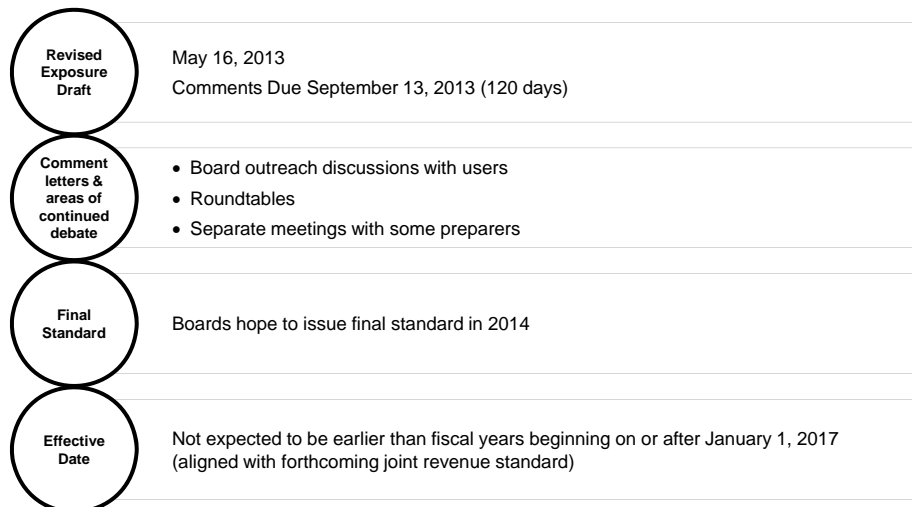 Revised
Exposure
Draft
May 16, 2013
Comments Due September 13, 2013 (120 days)
Comment
letters &
areas of
continued
debate
• Board outreach discussions with users
• Roundtables
• Separate meetings with some preparers
Final
Standard
Boards hope to issue final standard in 2014
Effective
Date
Not expected to be earlier than fiscal years beginning on or after January 1, 2017
(aligned with forthcoming joint revenue standard)